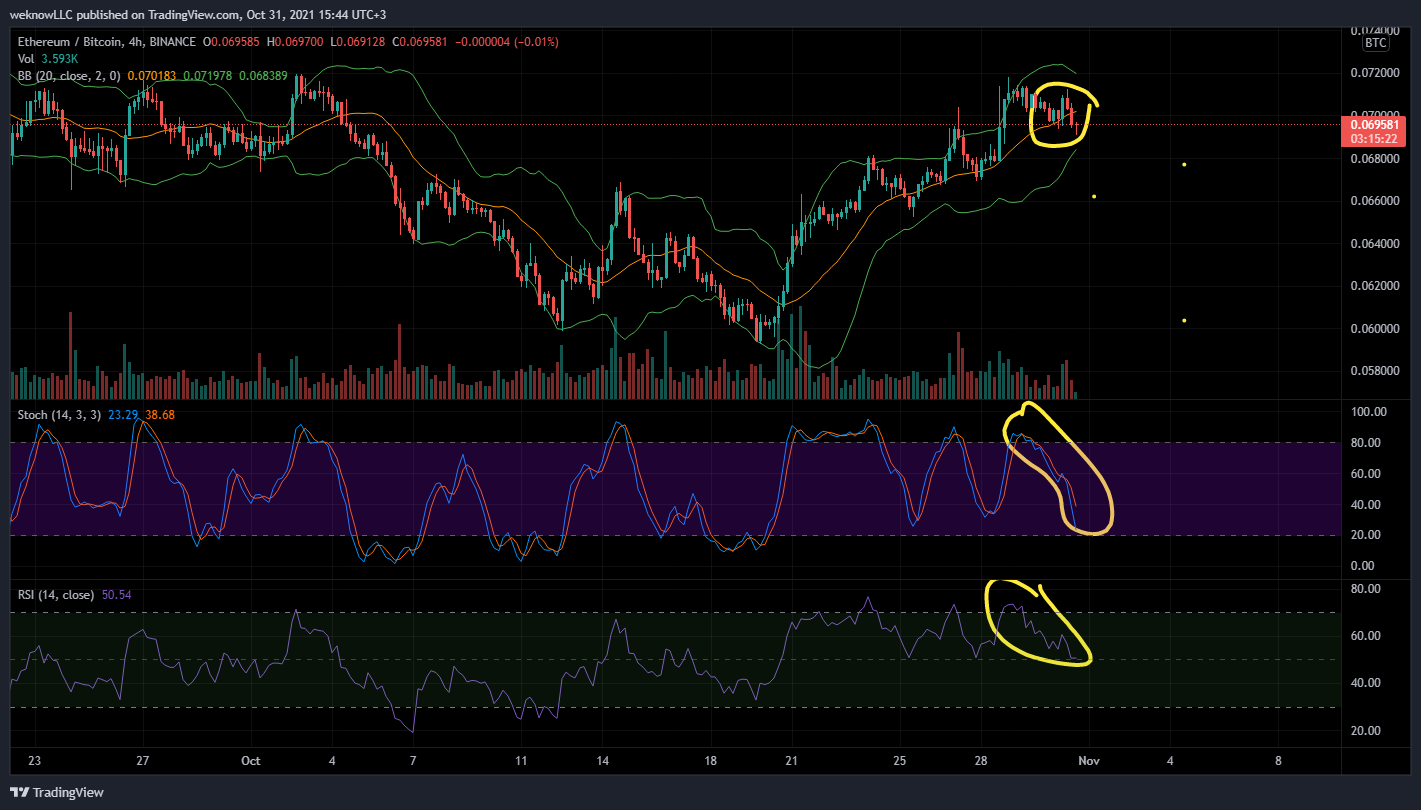 weknowLLC published on TradingView.com, Oct 31, 2021 15:44 UTC+3
Ethereum / Bitcoin, 4h, BINANCE O0.069585 H0.069700 L0.069128 C0.069581 −0.000004 (−0.01%)
Vol 3.593K
BB (20, close, 2, 0) 0.070183 0.071978 0.068389
0.074000
BTC
0.072000
0.070000
0.069581
03:15:22
0.068000
0.066000
0.064000
0.062000
0.060000
0.058000
Stoch (14, 3, 3) 23.29 38.68
100.00
80.00
60.00
40.00
20.00
0.00
RSI (14, close) 50.54
80.00
60.00
40.00
20.00
23 27 Oct 4 7 11 14 18 21 25 28 Nov 4 8
TradingView